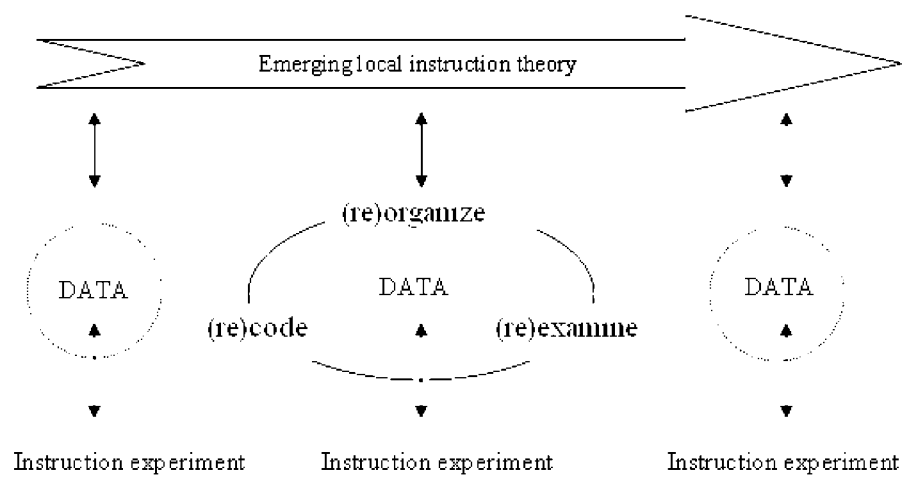 Emerging local instruction theory
(re)organize
DATA
DATA
DATA
(re)code
(re)examine
Instruction experiment
Instruction experiment
Instruction experiment